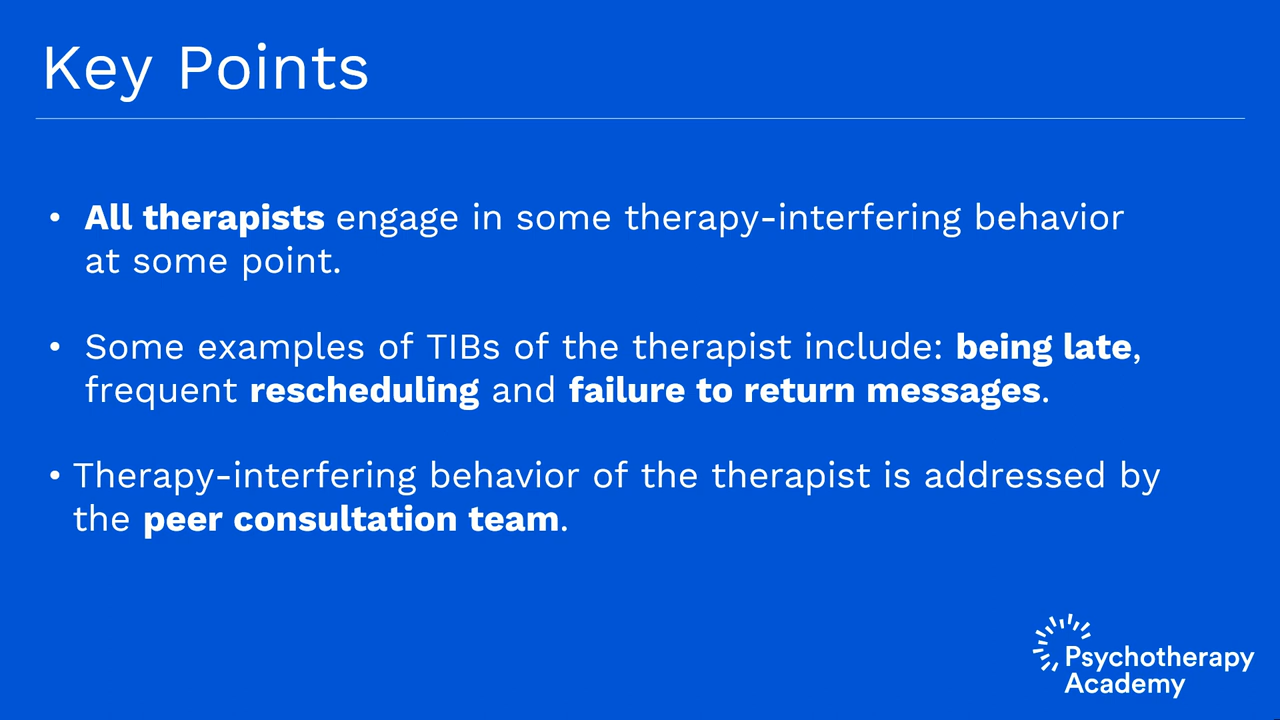 Key Points
• All therapists engage in some therapy-interfering behavior
at some point.
• Some examples of TIBs of the therapist include: being late,
frequent rescheduling and failure to return messages.
• Therapy-interfering behavior of the therapist is addressed by
the peer consultation team.
Psychotherapy
Academy